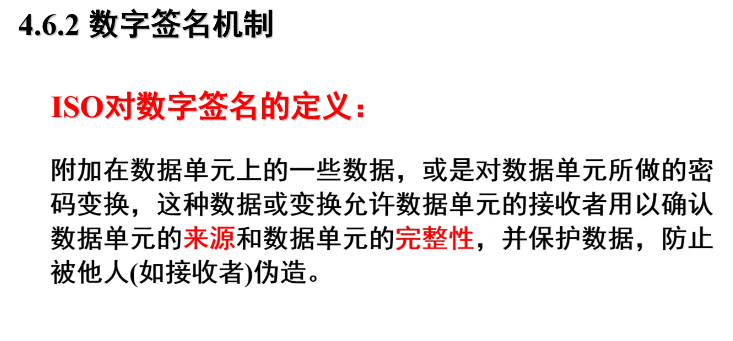 4.6.2 数字签名机制
ISO对数字签名的定义：
附加在数据单元上的一些数据，或是对数据单元所做的密
码变换，这种数据或变换允许数据单元的接收者用以确认
数据单元的来源和数据单元的完整性，并保护数据，防止
被他人(如接收者)伪造。